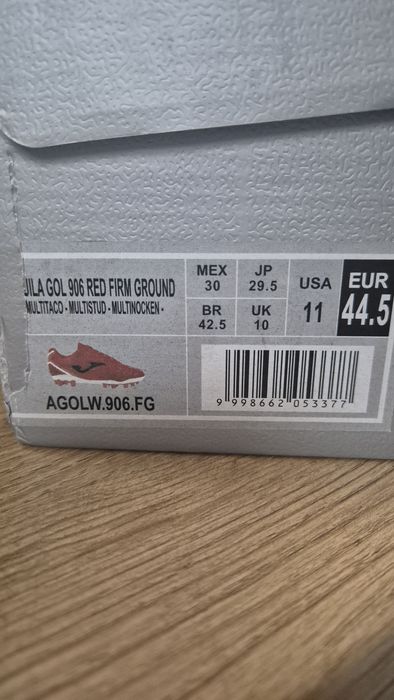 JILA GOL 906 RED FIRM GROUND
MULTITACO - MULTISTUD - MULTINOCKEN -
AGOLW.906.FG
MEX
30
JP
29.5
BR
42.5
UK
10
USA
11
EUR
44.5
9 998662 053377